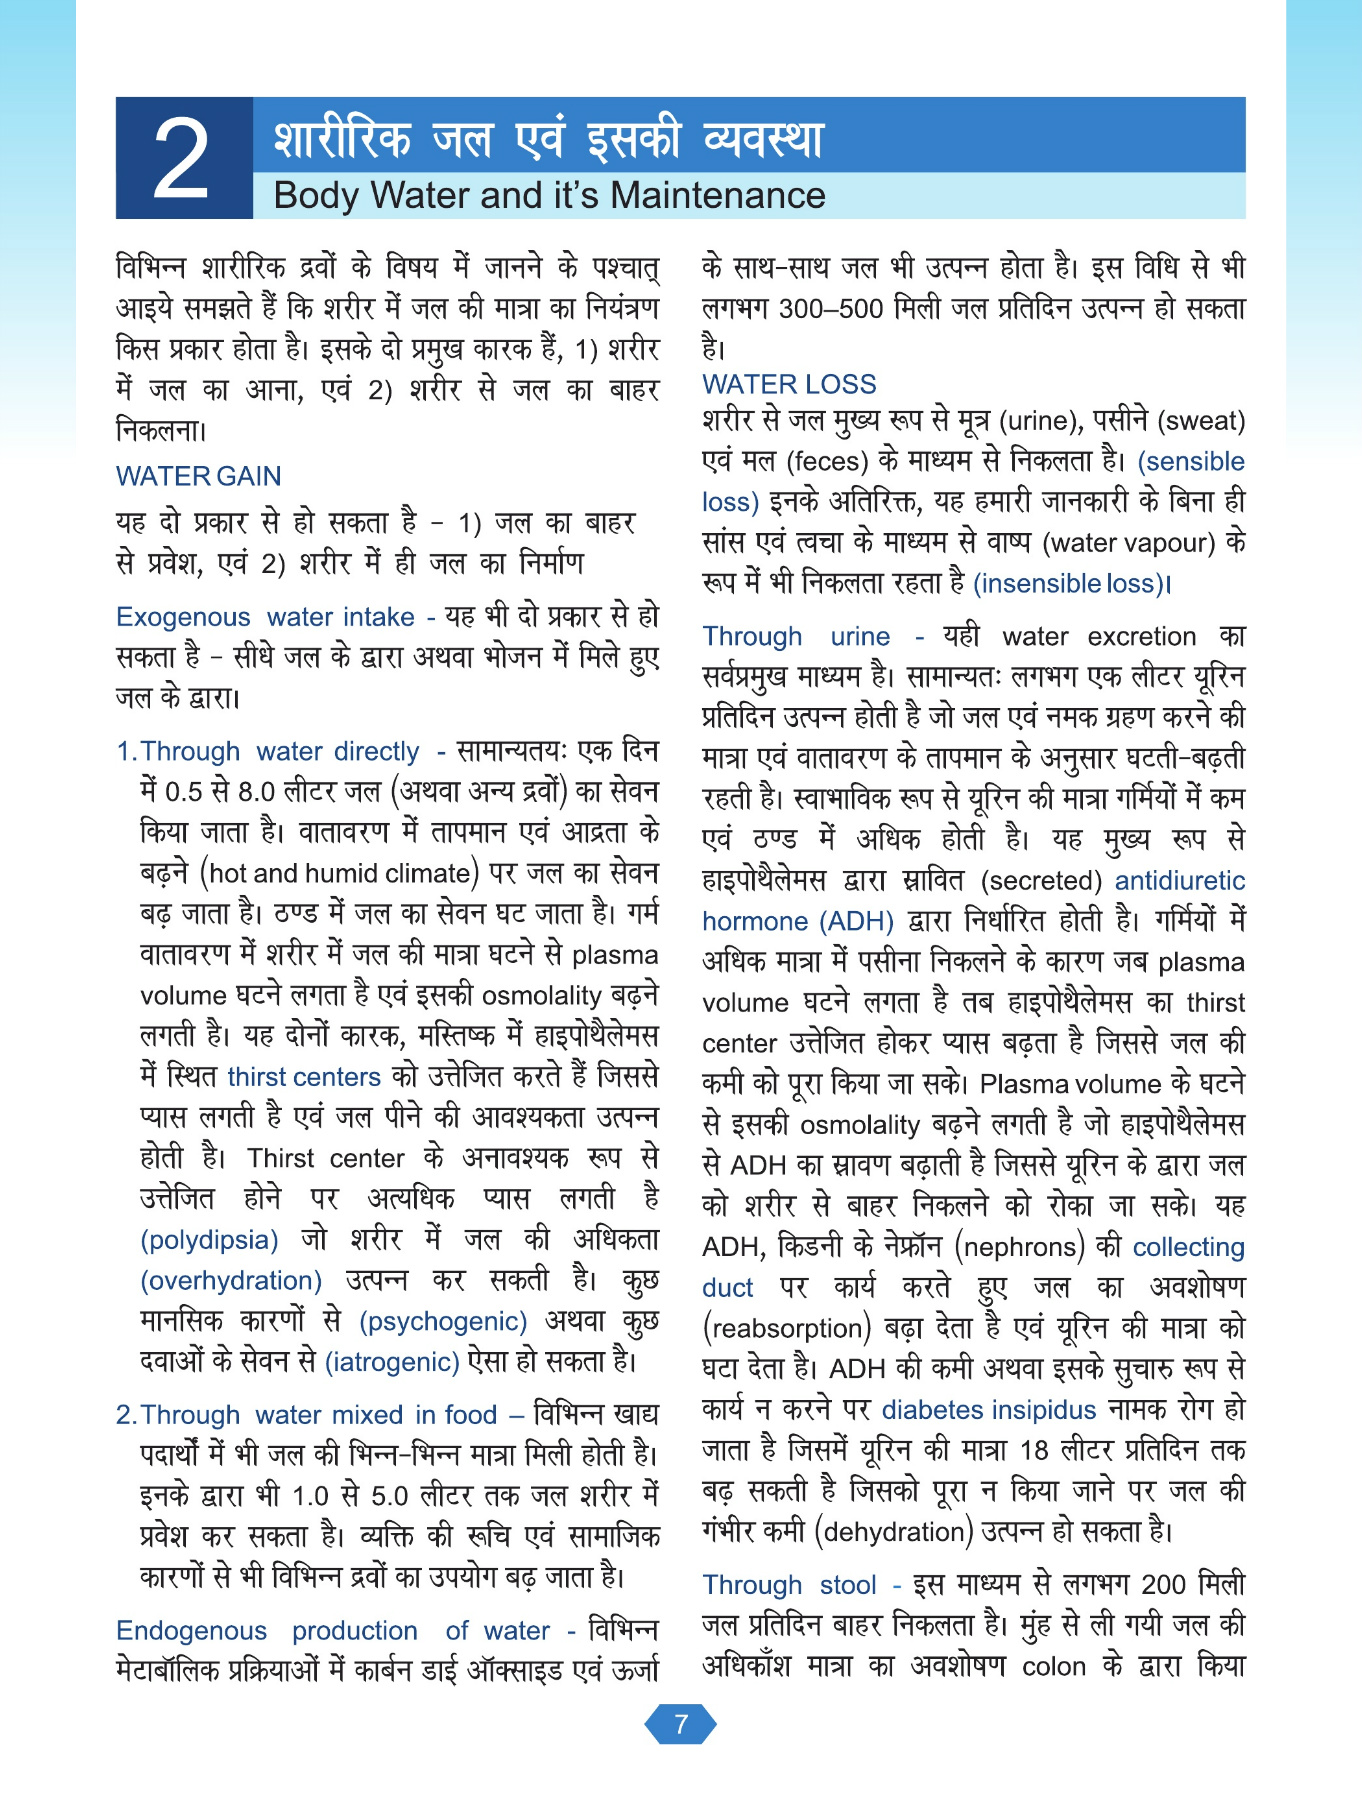 2
शारीरिक जल एवं इसकी व्यवस्था
Body Water and it's Maintenance
विभिन्न शारीरिक द्रवों के विषय में जानने के पश्चात्
आइये समझते हैं कि शरीर में जल की मात्रा का नियंत्रण
किस प्रकार होता है। इसके दो प्रमुख कारक हैं, 1) शरीर
में जल का आना, एवं 2) शरीर से जल का बाहर
निकलना।
WATER GAIN
यह दो प्रकार से हो सकता है - 1) जल का बाहर
से प्रवेश, एवं 2) शरीर में ही जल का निर्माण
Exogenous water intake - यह भी दो प्रकार से हो
सकता है - सीधे जल के द्वारा अथवा भोजन में मिले हुए
जल के द्वारा।
1. Through water directly - सामान्यतयः एक दिन
में 0.5 से 8.0 लीटर जल (अथवा अन्य द्रवों) का सेवन
किया जाता है। वातावरण में तापमान एवं आद्रता के
बढ़ने (hot and humid climate) पर जल का सेवन
बढ़ जाता है। ठण्ड में जल का सेवन घट जाता है। गर्म
वातावरण में शरीर में जल की मात्रा घटने से plasma
volume घटने लगता है एवं इसकी osmolality बढ़ने
लगती है। यह दोनों कारक, मस्तिष्क में हाइपोथैलेमस
में स्थित thirst centers को उत्तेजित करते हैं जिससे
प्यास लगती है एवं जल पीने की आवश्यकता उत्पन्न
होती है। Thirst center के अनावश्यक रूप से
उत्तेजित होने पर अत्यधिक प्यास लगती है
(polydipsia) जो शरीर में जल की अधिकता
(overhydration) उत्पन्न कर सकती है। कुछ
मानसिक कारणों से (psychogenic) अथवा कुछ
दवाओं के सेवन से (iatrogenic) ऐसा हो सकता है।
2. Through water mixed in food – विभिन्न खाद्य
पदार्थों में भी जल की भिन्न-भिन्न मात्रा मिली होती है।
इनके द्वारा भी 1.0 से 5.0 लीटर तक जल शरीर में
प्रवेश कर सकता है। व्यक्ति की रूचि एवं सामाजिक
कारणों से भी विभिन्न द्रवों का उपयोग बढ़ जाता है।
Endogenous production of water - विभिन्न
मेटाबॉलिक प्रक्रियाओं में कार्बन डाई ऑक्साइड एवं ऊर्जा
के साथ-साथ जल भी उत्पन्न होता है। इस विधि से भी
लगभग 300–500 मिली जल प्रतिदिन उत्पन्न हो सकता
है।
WATER LOSS
शरीर से जल मुख्य रूप से मूत्र (urine), पसीने (sweat)
एवं मल (feces) के माध्यम से निकलता है। (sensible
loss) इनके अतिरिक्त, यह हमारी जानकारी के बिना ही
सांस एवं त्वचा के माध्यम से वाष्प (water vapour) के
रूप में भी निकलता रहता है (insensible loss)।
Through urine - यही water excretion का
सर्वप्रमुख माध्यम है। सामान्यतः लगभग एक लीटर यूरिन
प्रतिदिन उत्पन्न होती है जो जल एवं नमक ग्रहण करने की
मात्रा एवं वातावरण के तापमान के अनुसार घटती-बढ़ती
रहती है। स्वाभाविक रूप से यूरिन की मात्रा गर्मियों में कम
एवं ठण्ड में अधिक होती है। यह मुख्य रूप से
हाइपोथैलेमस द्वारा स्रावित (secreted) antidiuretic
hormone (ADH) द्वारा निर्धारित होती है। गर्मियों में
अधिक मात्रा में पसीना निकलने के कारण जब plasma
volume घटने लगता है तब हाइपोथैलेमस का thirst
center उत्तेजित होकर प्यास बढ़ता है जिससे जल की
कमी को पूरा किया जा सके। Plasma volume के घटने
से इसकी osmolality बढ़ने लगती है जो हाइपोथैलेमस
से ADH का स्रावण बढ़ाती है जिससे यूरिन के द्वारा जल
को शरीर से बाहर निकलने को रोका जा सके। यह
ADH, किडनी के नेफ्रॉन (nephrons) की collecting
duct पर कार्य करते हुए जल का अवशोषण
(reabsorption) बढ़ा देता है एवं यूरिन की मात्रा को
घटा देता है। ADH की कमी अथवा इसके सुचारु रूप से
कार्य न करने पर diabetes insipidus नामक रोग हो
जाता है जिसमें यूरिन की मात्रा 18 लीटर प्रतिदिन तक
बढ़ सकती है जिसको पूरा न किया जाने पर जल की
गंभीर कमी (dehydration) उत्पन्न हो सकता है।
Through stool - इस माध्यम से लगभग 200 मिली
जल प्रतिदिन बाहर निकलता है। मुंह से ली गयी जल की
अधिकाँश मात्रा का अवशोषण colon के द्वारा किया
7